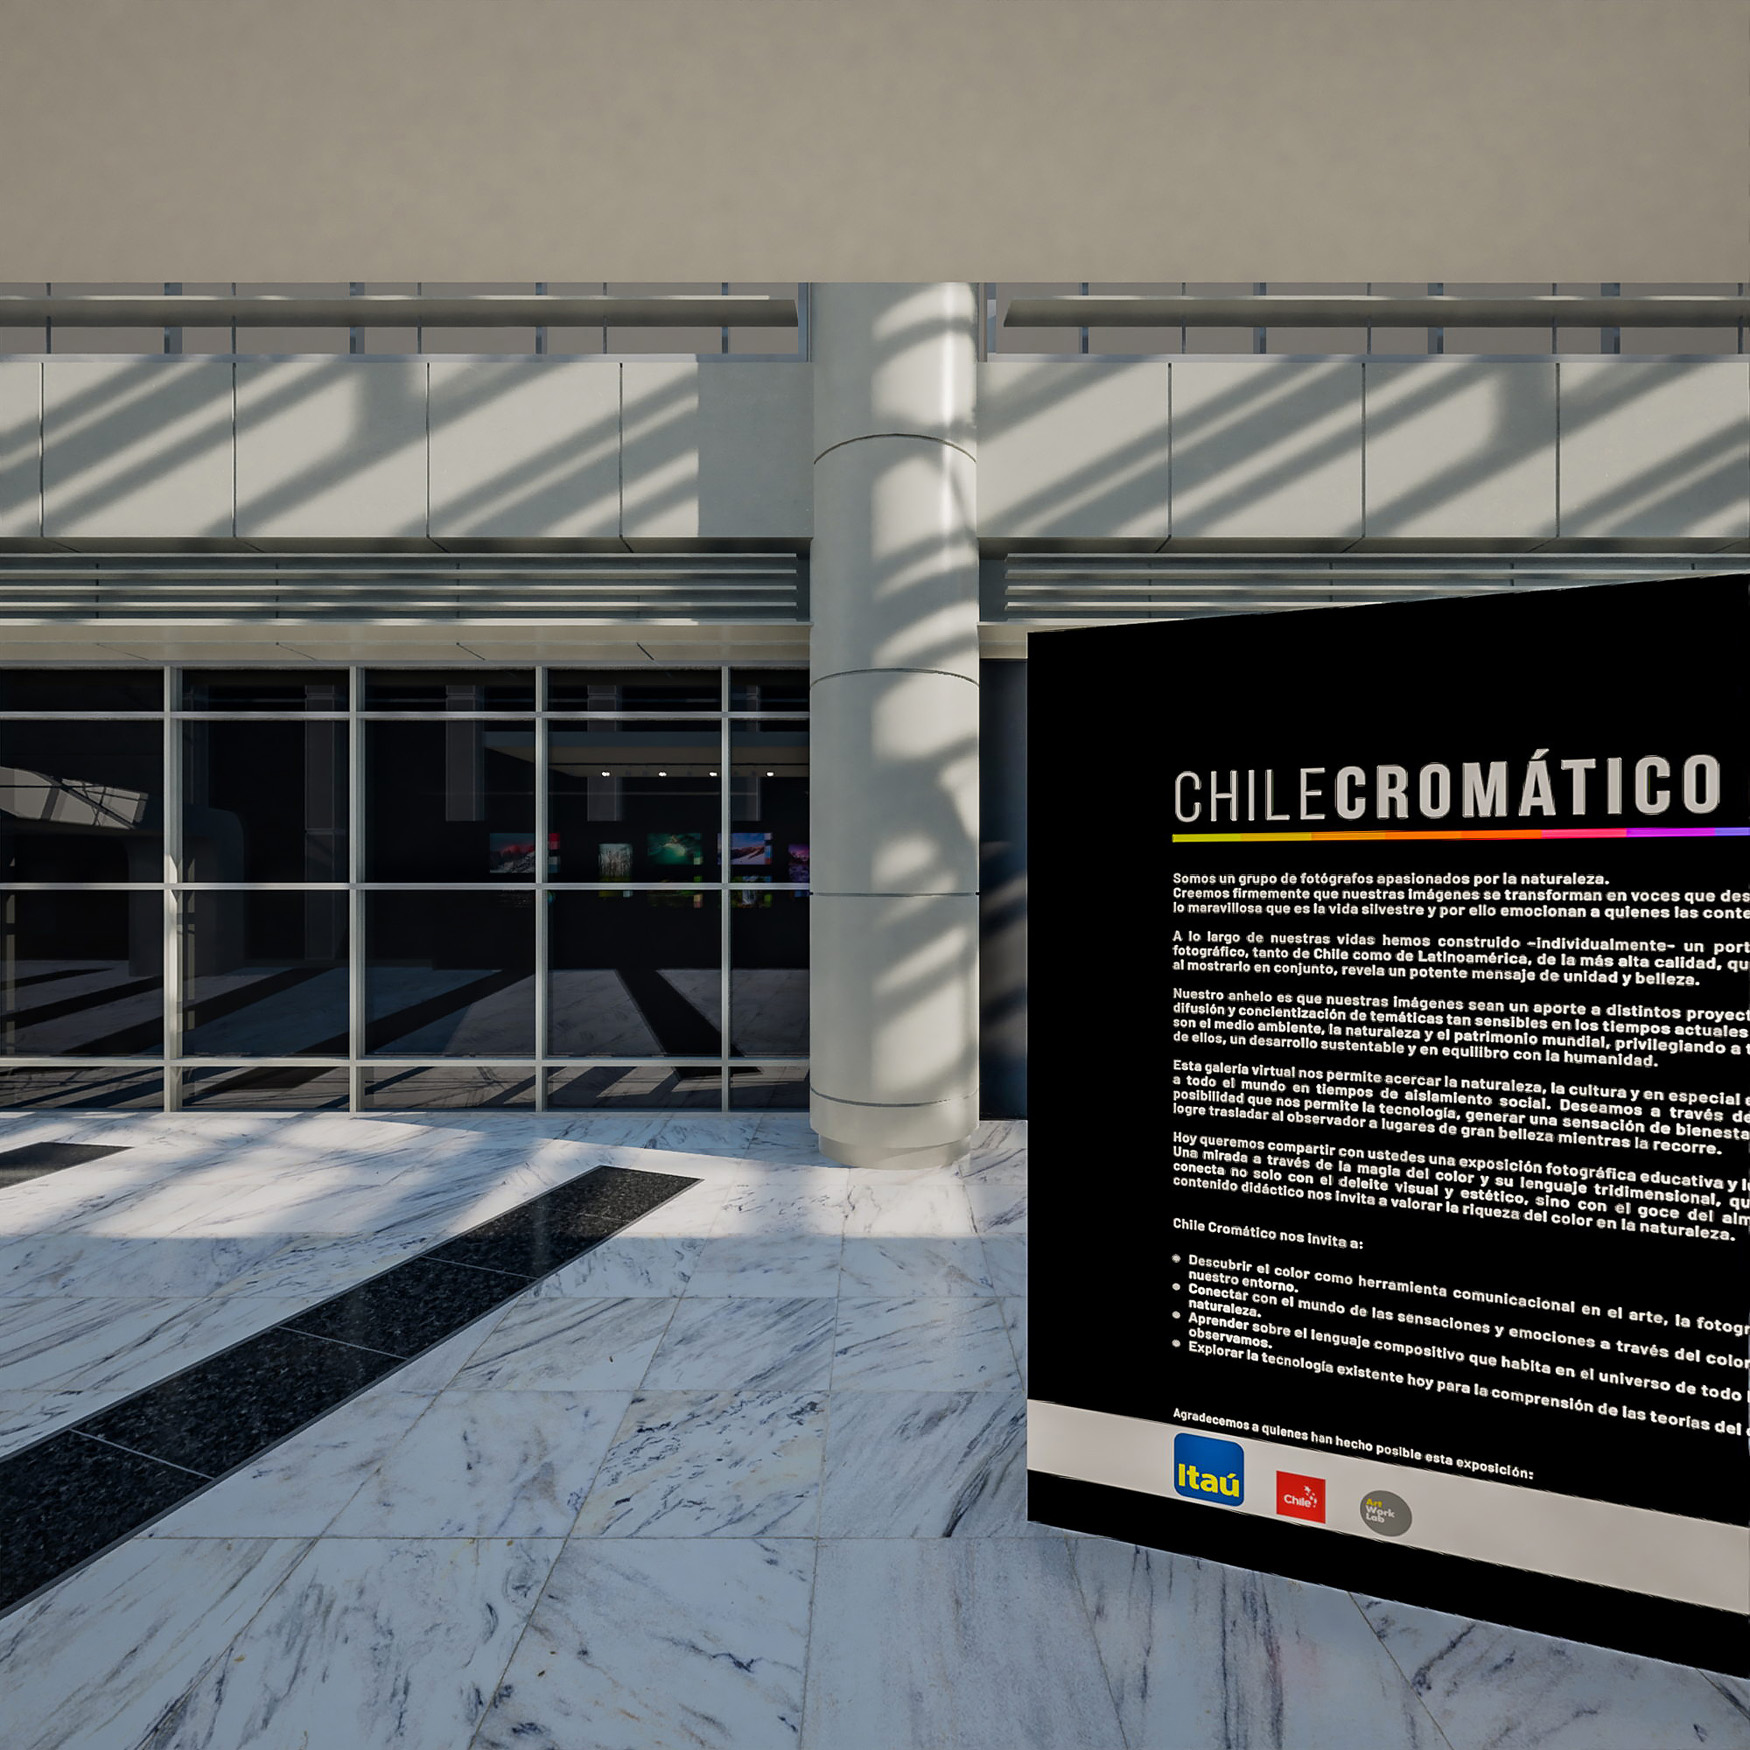 CHILECROMÁTICO
Somos un grupo de fotógrafos apasionados por la naturaleza.
Creemos firmemente que nuestras imágenes se transforman en voces que
lo maravillosa que es la vida silvestre y por ello emocionan a quienes las
A lo largo de nuestras vidas hemos construido -individualmente- un
fotográfico, tanto de Chile como de Latinoamérica, de la más alta calidad,
al mostrarlo en conjunto, revela un potente mensaje de unidad y belleza.
Nuestro anhelo es que nuestras imágenes sean un aporte a distintos
difusión y concientización de temáticas tan sensibles en los tiempos actuales
son el medio ambiente, la naturaleza y el patrimonio mundial, privilegiando a
de ellos, un desarrollo sustentable y en equilibro con la humanidad.
Esta galería virtual nos permite acercar la naturaleza, la cultura y en especial
a todo el mundo en tiempos de aislamiento social. Deseamos a través de
posibilidad que nos permite la tecnología, generar una sensación de
logre trasladar al observador a lugares de gran belleza mientras la recorre.
Hoy queremos compartir con ustedes una exposición fotográfica educativa y
Una mirada a través de la magia del color y su lenguaje tridimensional,
conecta no solo con el deleite visual y estético, sino con el goce del
contenido didáctico nos invita a valorar la riqueza del color en la naturaleza.
Chile Cromático nos invita a:
• Descubrir el color como herramienta comunicacional en el arte, la
nuestro entorno.
• Conectar con el mundo de las sensaciones y emociones a través del color
naturaleza.
• Aprender sobre el lenguaje compositivo que habita en el universo de todo
observamos.
• Explorar la tecnología existente hoy para la comprensión de las teorías del
Agradecemos a quienes han hecho posible esta exposición:
Itaú
Chile
Art
Work
Lab